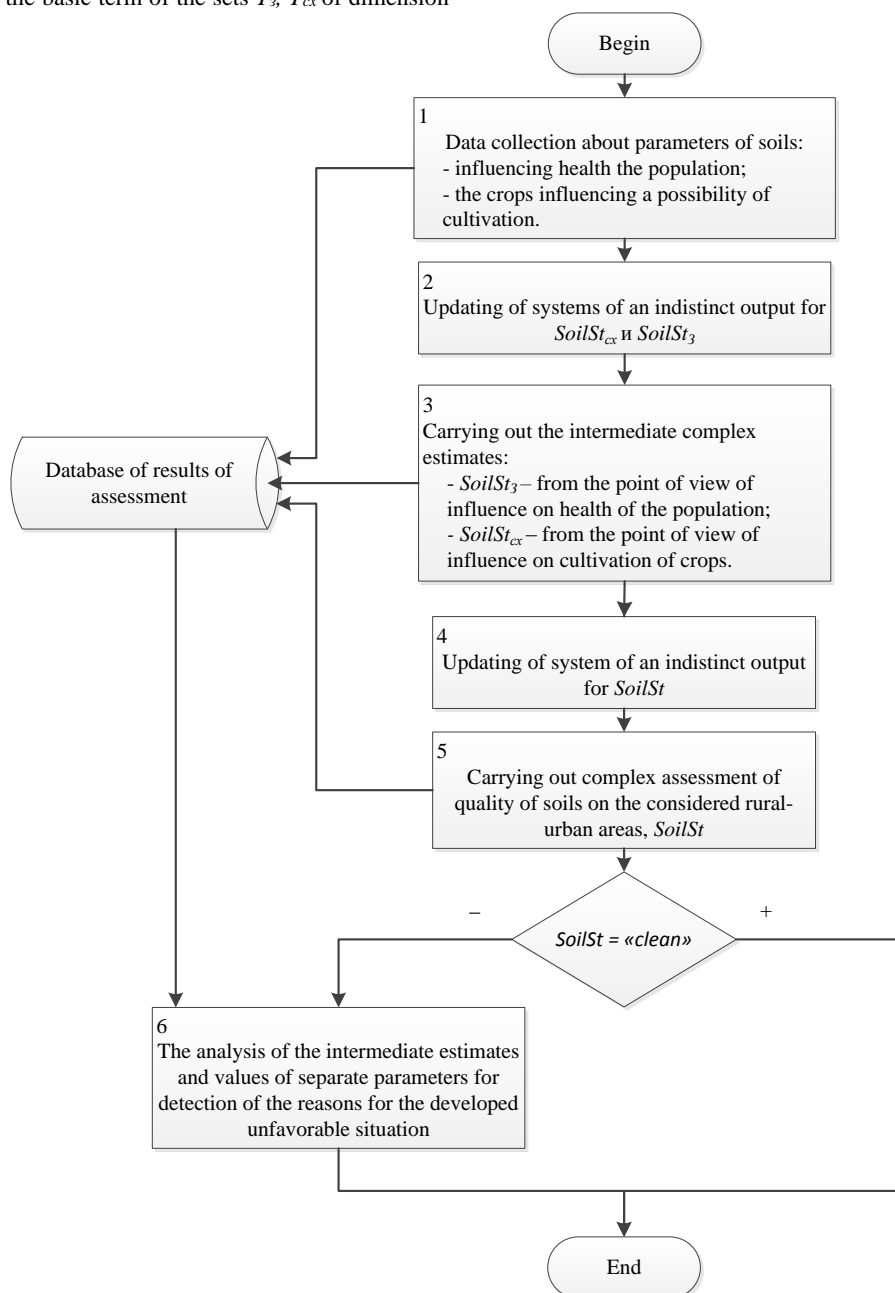 the basic term of the sets T₃, T_cx of dimension
Begin
1
Data collection about parameters of soils:
- influencing health the population;
- the crops influencing a possibility of
cultivation.
2
Updating of systems of an indistinct output for
SoilSt_cx и SoilSt₃
3
Carrying out the intermediate complex
estimates:
- SoilSt₃ – from the point of view of
influence on health of the population;
- SoilSt_cx – from the point of view of
influence on cultivation of crops.
Database of results of
assessment
4
Updating of system of an indistinct output
for SoilSt
5
Carrying out complex assessment of
quality of soils on the considered rural-
urban areas, SoilSt
–
+
SoilSt = «clean»
6
The analysis of the intermediate estimates
and values of separate parameters for
detection of the reasons for the developed
unfavorable situation
End